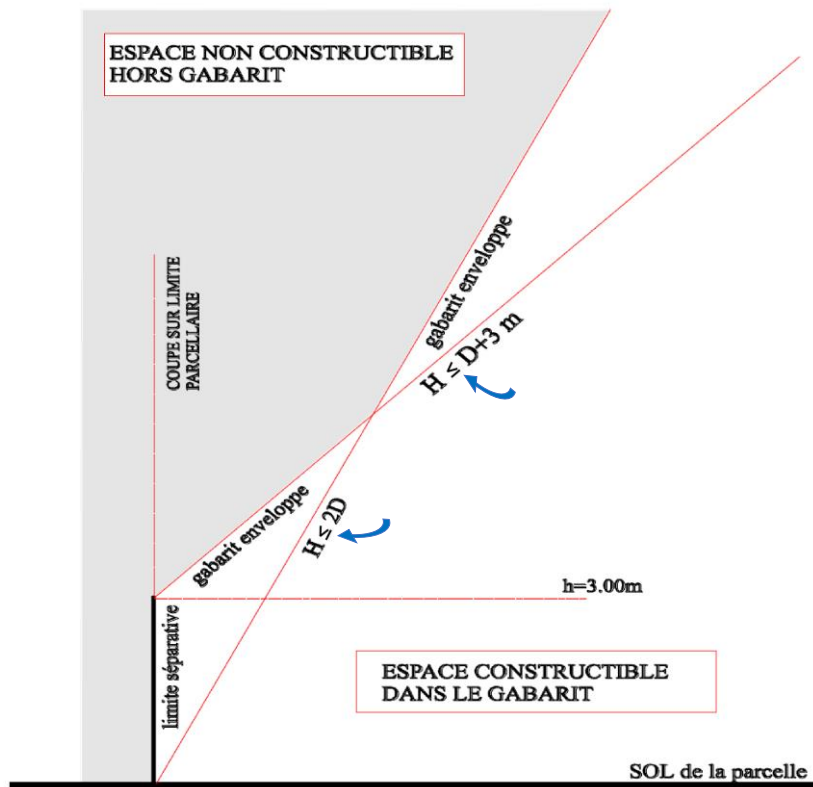 ESPACE NON CONSTRUCTIBLE
HORS GABARIT
COUPE SUR LIMITE
PARCELLAIRE
gabarit enveloppe
H ≤ D+3 m
gabarit enveloppe
H ≤ 2D
h=3.00m
limite séparative
ESPACE CONSTRUCTIBLE
DANS LE GABARIT
SOL de la parcelle